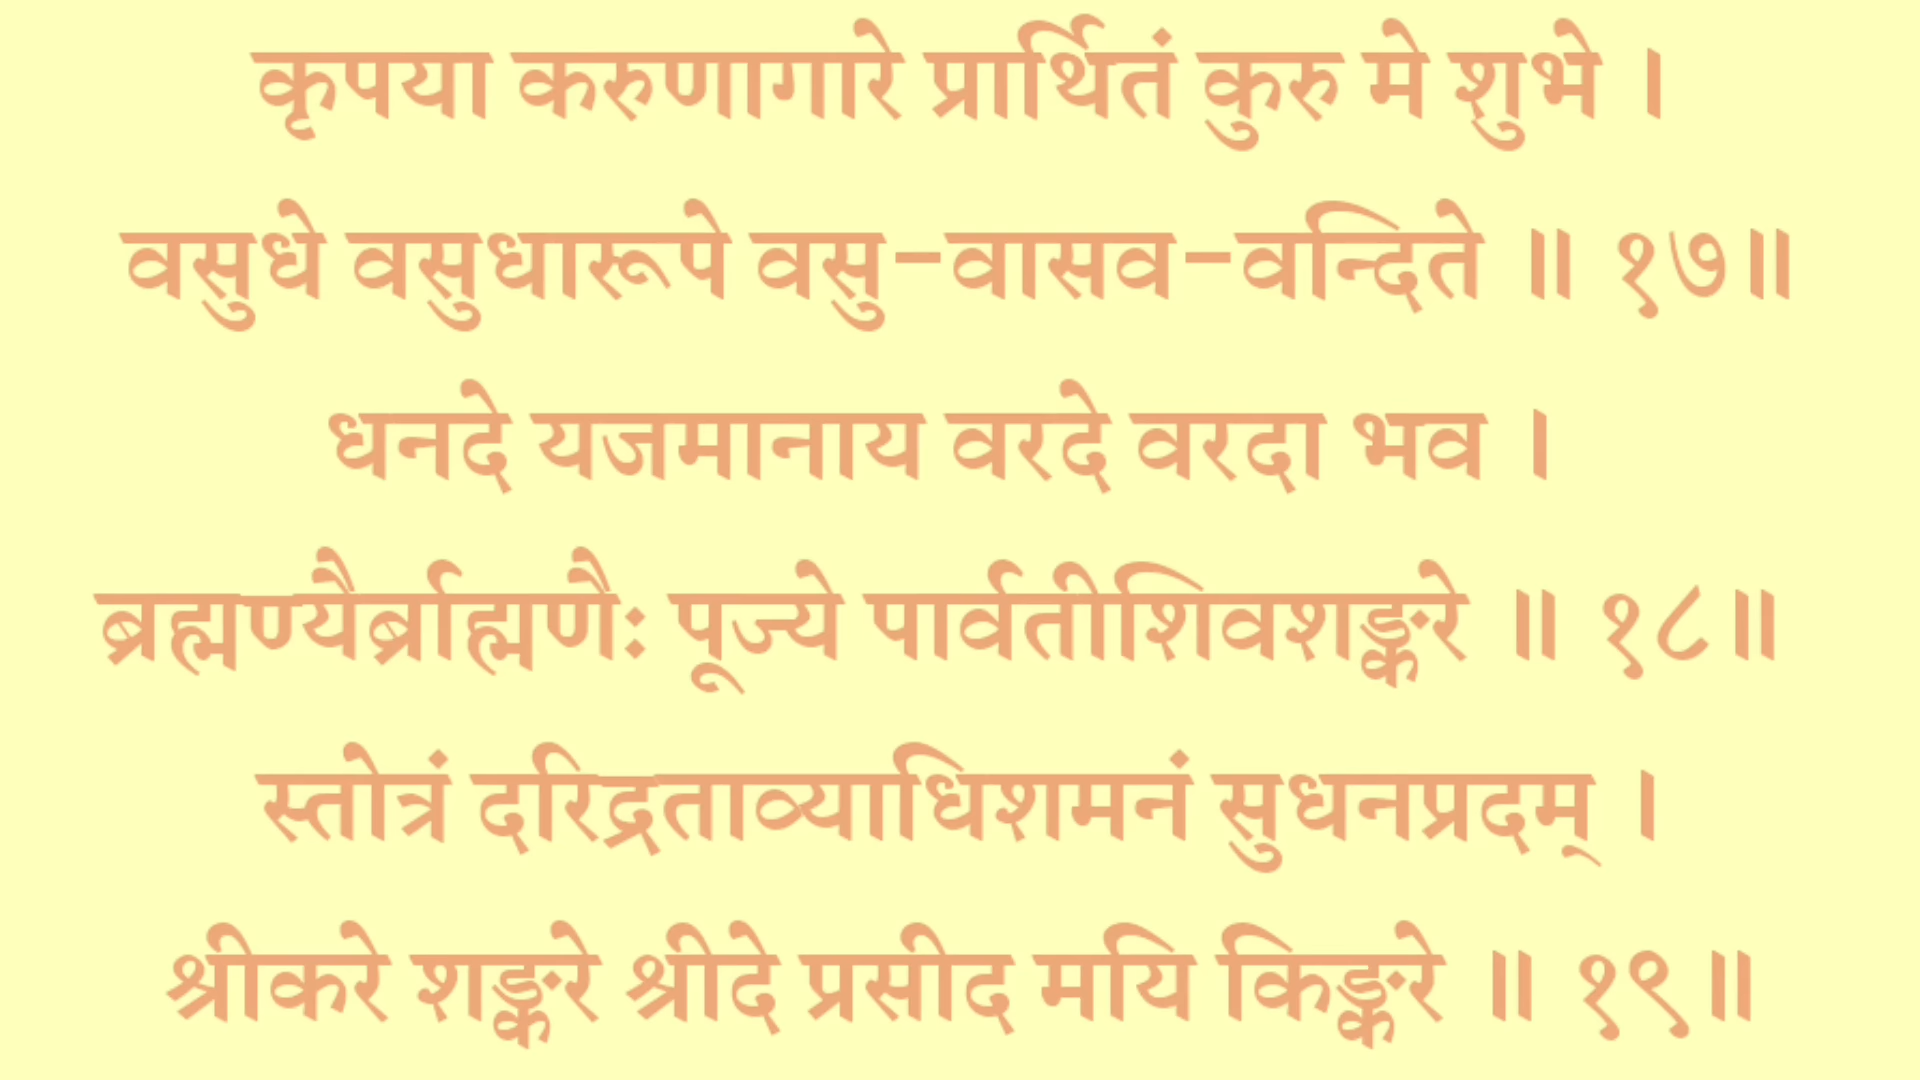 कृपया करुणागारे प्रार्थितं कुरु मे शुभे ।
वसुधे वसुधारूपे वसु-वासव-वन्दिते ॥ १७॥
धनदे यजमानाय वरदे वरदा भव ।
ब्रह्मण्यैर्ब्राह्मणैः पूज्ये पार्वतीशिवशङ्करे ॥ १८॥
स्तोत्रं दरिद्रताव्याधिशमनं सुधनप्रदम् ।
श्रीकरे शङ्करे श्रीदे प्रसीद मयि किङ्करे ॥ १९॥